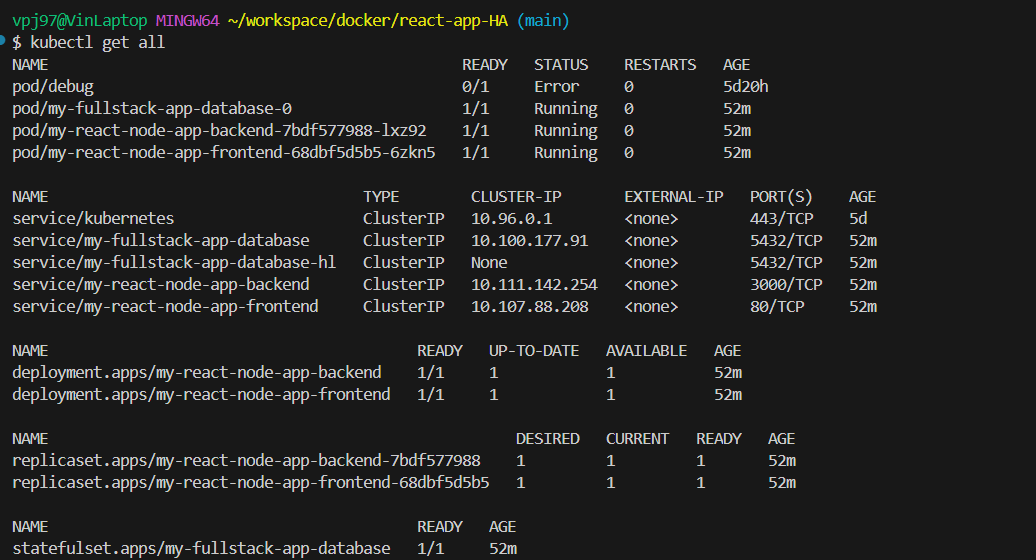 vpj97@VinLaptop MINGW64 ~/workspace/docker/react-app-HA (main)
$ kubectl get all
NAME READY STATUS RESTARTS AGE
pod/debug 0/1 Error 0 5d20h
pod/my-fullstack-app-database-0 1/1 Running 0 52m
pod/my-react-node-app-backend-7bdf577988-lxz92 1/1 Running 0 52m
pod/my-react-node-app-frontend-68dbf5d5b5-6zkn5 1/1 Running 0 52m
NAME TYPE CLUSTER-IP EXTERNAL-IP PORT(S) AGE
service/kubernetes ClusterIP 10.96.0.1 <none> 443/TCP 5d
service/my-fullstack-app-database ClusterIP 10.100.177.91 <none> 5432/TCP 52m
service/my-fullstack-app-database-hl ClusterIP None <none> 5432/TCP 52m
service/my-react-node-app-backend ClusterIP 10.111.142.254 <none> 3000/TCP 52m
service/my-react-node-app-frontend ClusterIP 10.107.88.208 <none> 80/TCP 52m
NAME READY UP-TO-DATE AVAILABLE AGE
deployment.apps/my-react-node-app-backend 1/1 1 1 52m
deployment.apps/my-react-node-app-frontend 1/1 1 1 52m
NAME DESIRED CURRENT READY AGE
replicaset.apps/my-react-node-app-backend-7bdf577988 1 1 1 52m
replicaset.apps/my-react-node-app-frontend-68dbf5d5b5 1 1 1 52m
NAME READY AGE
statefulset.apps/my-fullstack-app-database 1/1 52m